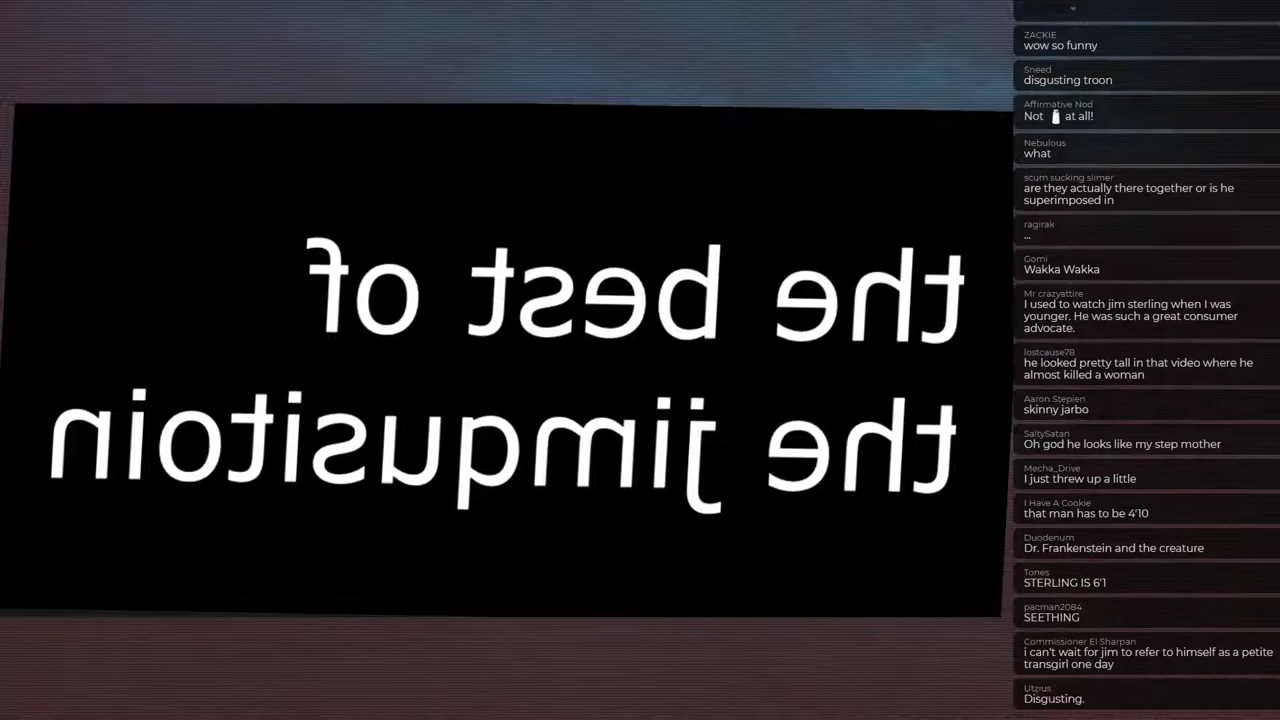 the best of
the jimqusitoin
ZACKIE
wow so funny
Sneed
disgusting troon
Affirmative Nod
Not at all!
Nebulous
what
scum sucking slimer
are they actually there together or is he
superimposed in
ragirak
...
Gomi
Wakka Wakka
Mr crazyattire
I used to watch jim sterling when I was
younger. He was such a great consumer
advocate.
lostcause78
he looked pretty tall in that video where he
almost killed a woman
Aaron Stepien
skinny jarbo
SaltySatan
Oh god he looks like my step mother
Mecha_Drive
I just threw up a little
I Have A Cookie
that man has to be 4'10
Duodenum
Dr. Frankenstein and the creature
Tones
STERLING IS 6'1
pacman2084
SEETHING
Commissioner El Sharpan
i can't wait for jim to refer to himself as a petite
transgirl one day
Utzius
Disgusting.